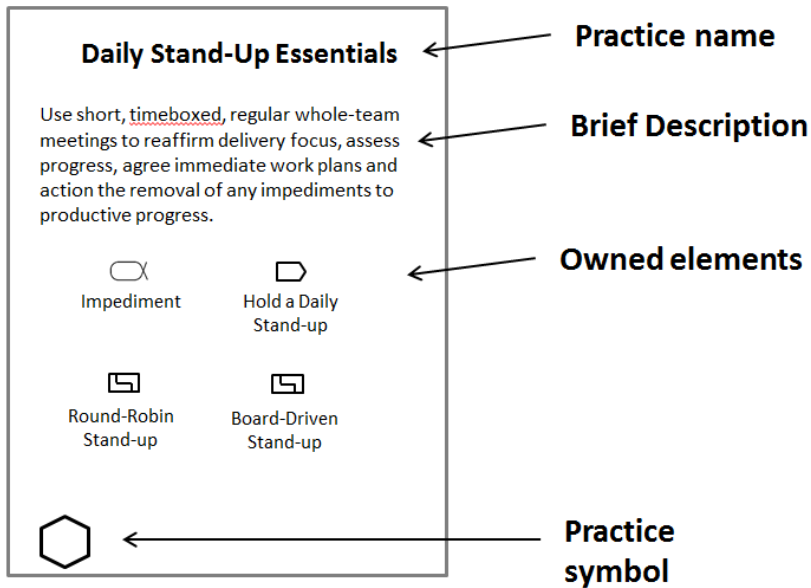 Daily Stand-Up Essentials
Practice name
Use short, timeboxed, regular whole-team
meetings to reaffirm delivery focus, assess
progress, agree immediate work plans and
action the removal of any impediments to
productive progress.
Brief Description
Impediment
Hold a Daily
Stand-up
Owned elements
Round-Robin
Stand-up
Board-Driven
Stand-up
Practice
symbol